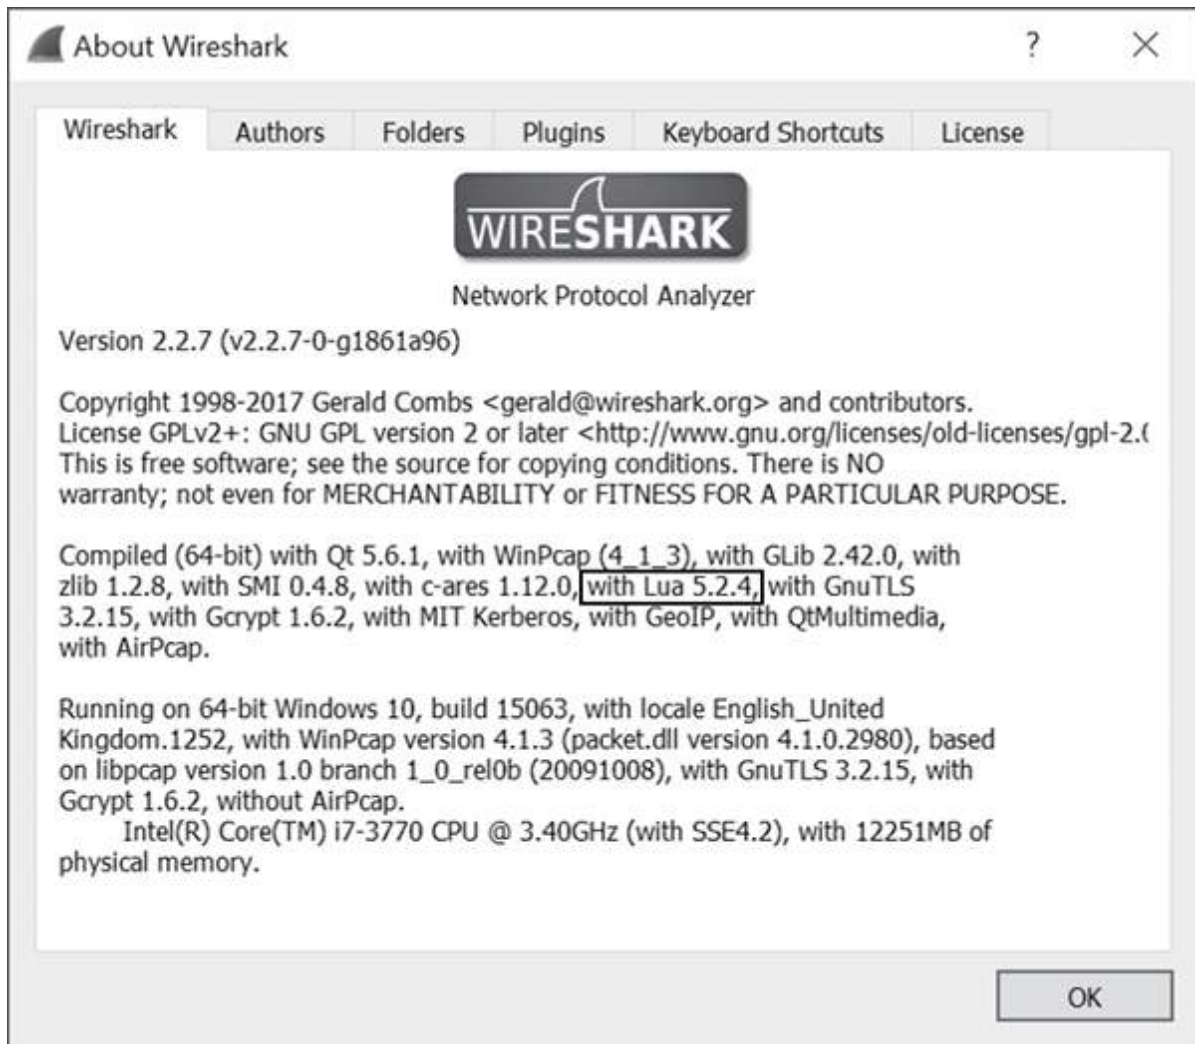 About Wireshark ?
Wireshark Authors Folders Plugins Keyboard Shortcuts License
WIRESHARK
Network Protocol Analyzer
Version 2.2.7 (v2.2.7-0-g1861a96)
Copyright 1998-2017 Gerald Combs <gerald@wireshark.org> and contributors.
License GPLv2+: GNU GPL version 2 or later <http://www.gnu.org/licenses/old-licenses/gpl-2.
This is free software; see the source for copying conditions. There is NO
warranty; not even for MERCHANTABILITY or FITNESS FOR A PARTICULAR PURPOSE.
Compiled (64-bit) with Qt 5.6.1, with WinPcap (4_1_3), with GLib 2.42.0, with
zlib 1.2.8, with SMI 0.4.8, with c-ares 1.12.0, with Lua 5.2.4, with GnuTLS
3.2.15, with Gcrypt 1.6.2, with MIT Kerberos, with GeoIP, with QtMultimedia,
with AirPcap.
Running on 64-bit Windows 10, build 15063, with locale English_United
Kingdom.1252, with WinPcap version 4.1.3 (packet.dll version 4.1.0.2980), based
on libpcap version 1.0 branch 1_0_rel0b (20091008), with GnuTLS 3.2.15, with
Gcrypt 1.6.2, without AirPcap.
Intel(R) Core(TM) i7-3770 CPU @ 3.40GHz (with SSE4.2), with 12251MB of
physical memory.
OK